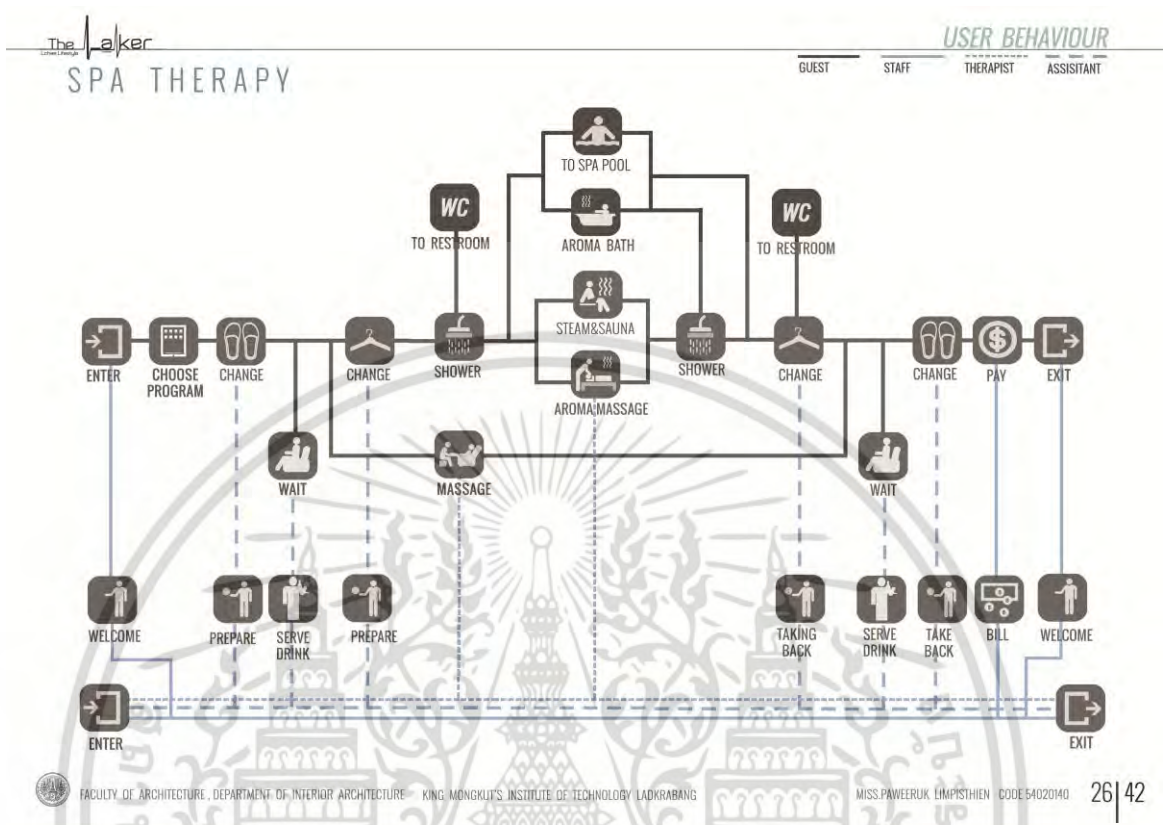 The Laker
USER BEHAVIOUR
SPA THERAPY
GUEST STAFF THERAPIST ASSISITANT
TO SPA POOL
WC WC
TO RESTROOM AROMA BATH TO RESTROOM
STEAM&SAUNA
ENTER CHOOSE PROGRAM CHANGE CHANGE SHOWER SHOWER CHANGE CHANGE PAY EXIT
AROMA MASSAGE
WAIT MASSAGE WAIT
WELCOME PREPARE SERVE DRINK PREPARE TAKING BACK SERVE DRINK TAKE BACK BILL WELCOME
ENTER EXIT
FACULTY OF ARCHITECTURE , DEPARTMENT OF INTERIOR ARCHITECTURE KING MONGKUT'S INSTITUTE OF TECHNOLOGY LADKRABANG MISS.PAWEERUK LIMPISTHIEN CODE 54020140 26|42